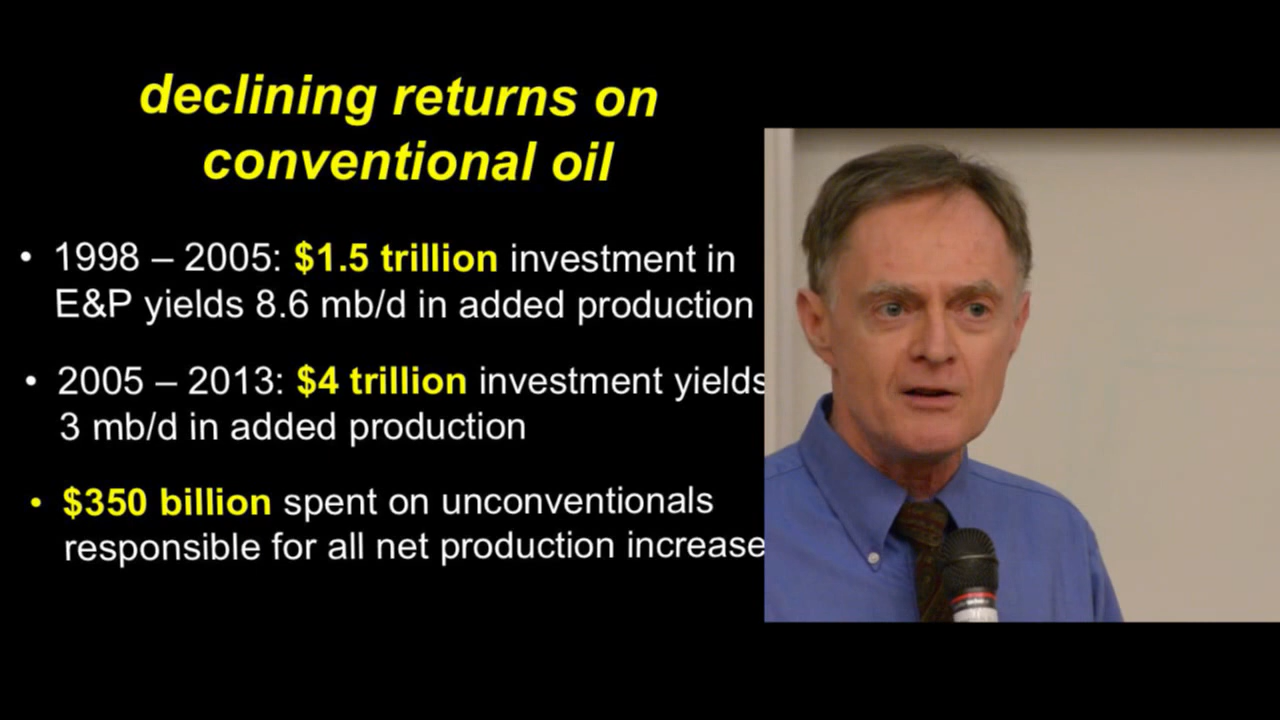 declining returns on
conventional oil
• 1998 – 2005: $1.5 trillion investment in
E&P yields 8.6 mb/d in added production
• 2005 – 2013: $4 trillion investment yields
3 mb/d in added production
• $350 billion spent on unconventionals
responsible for all net production increase